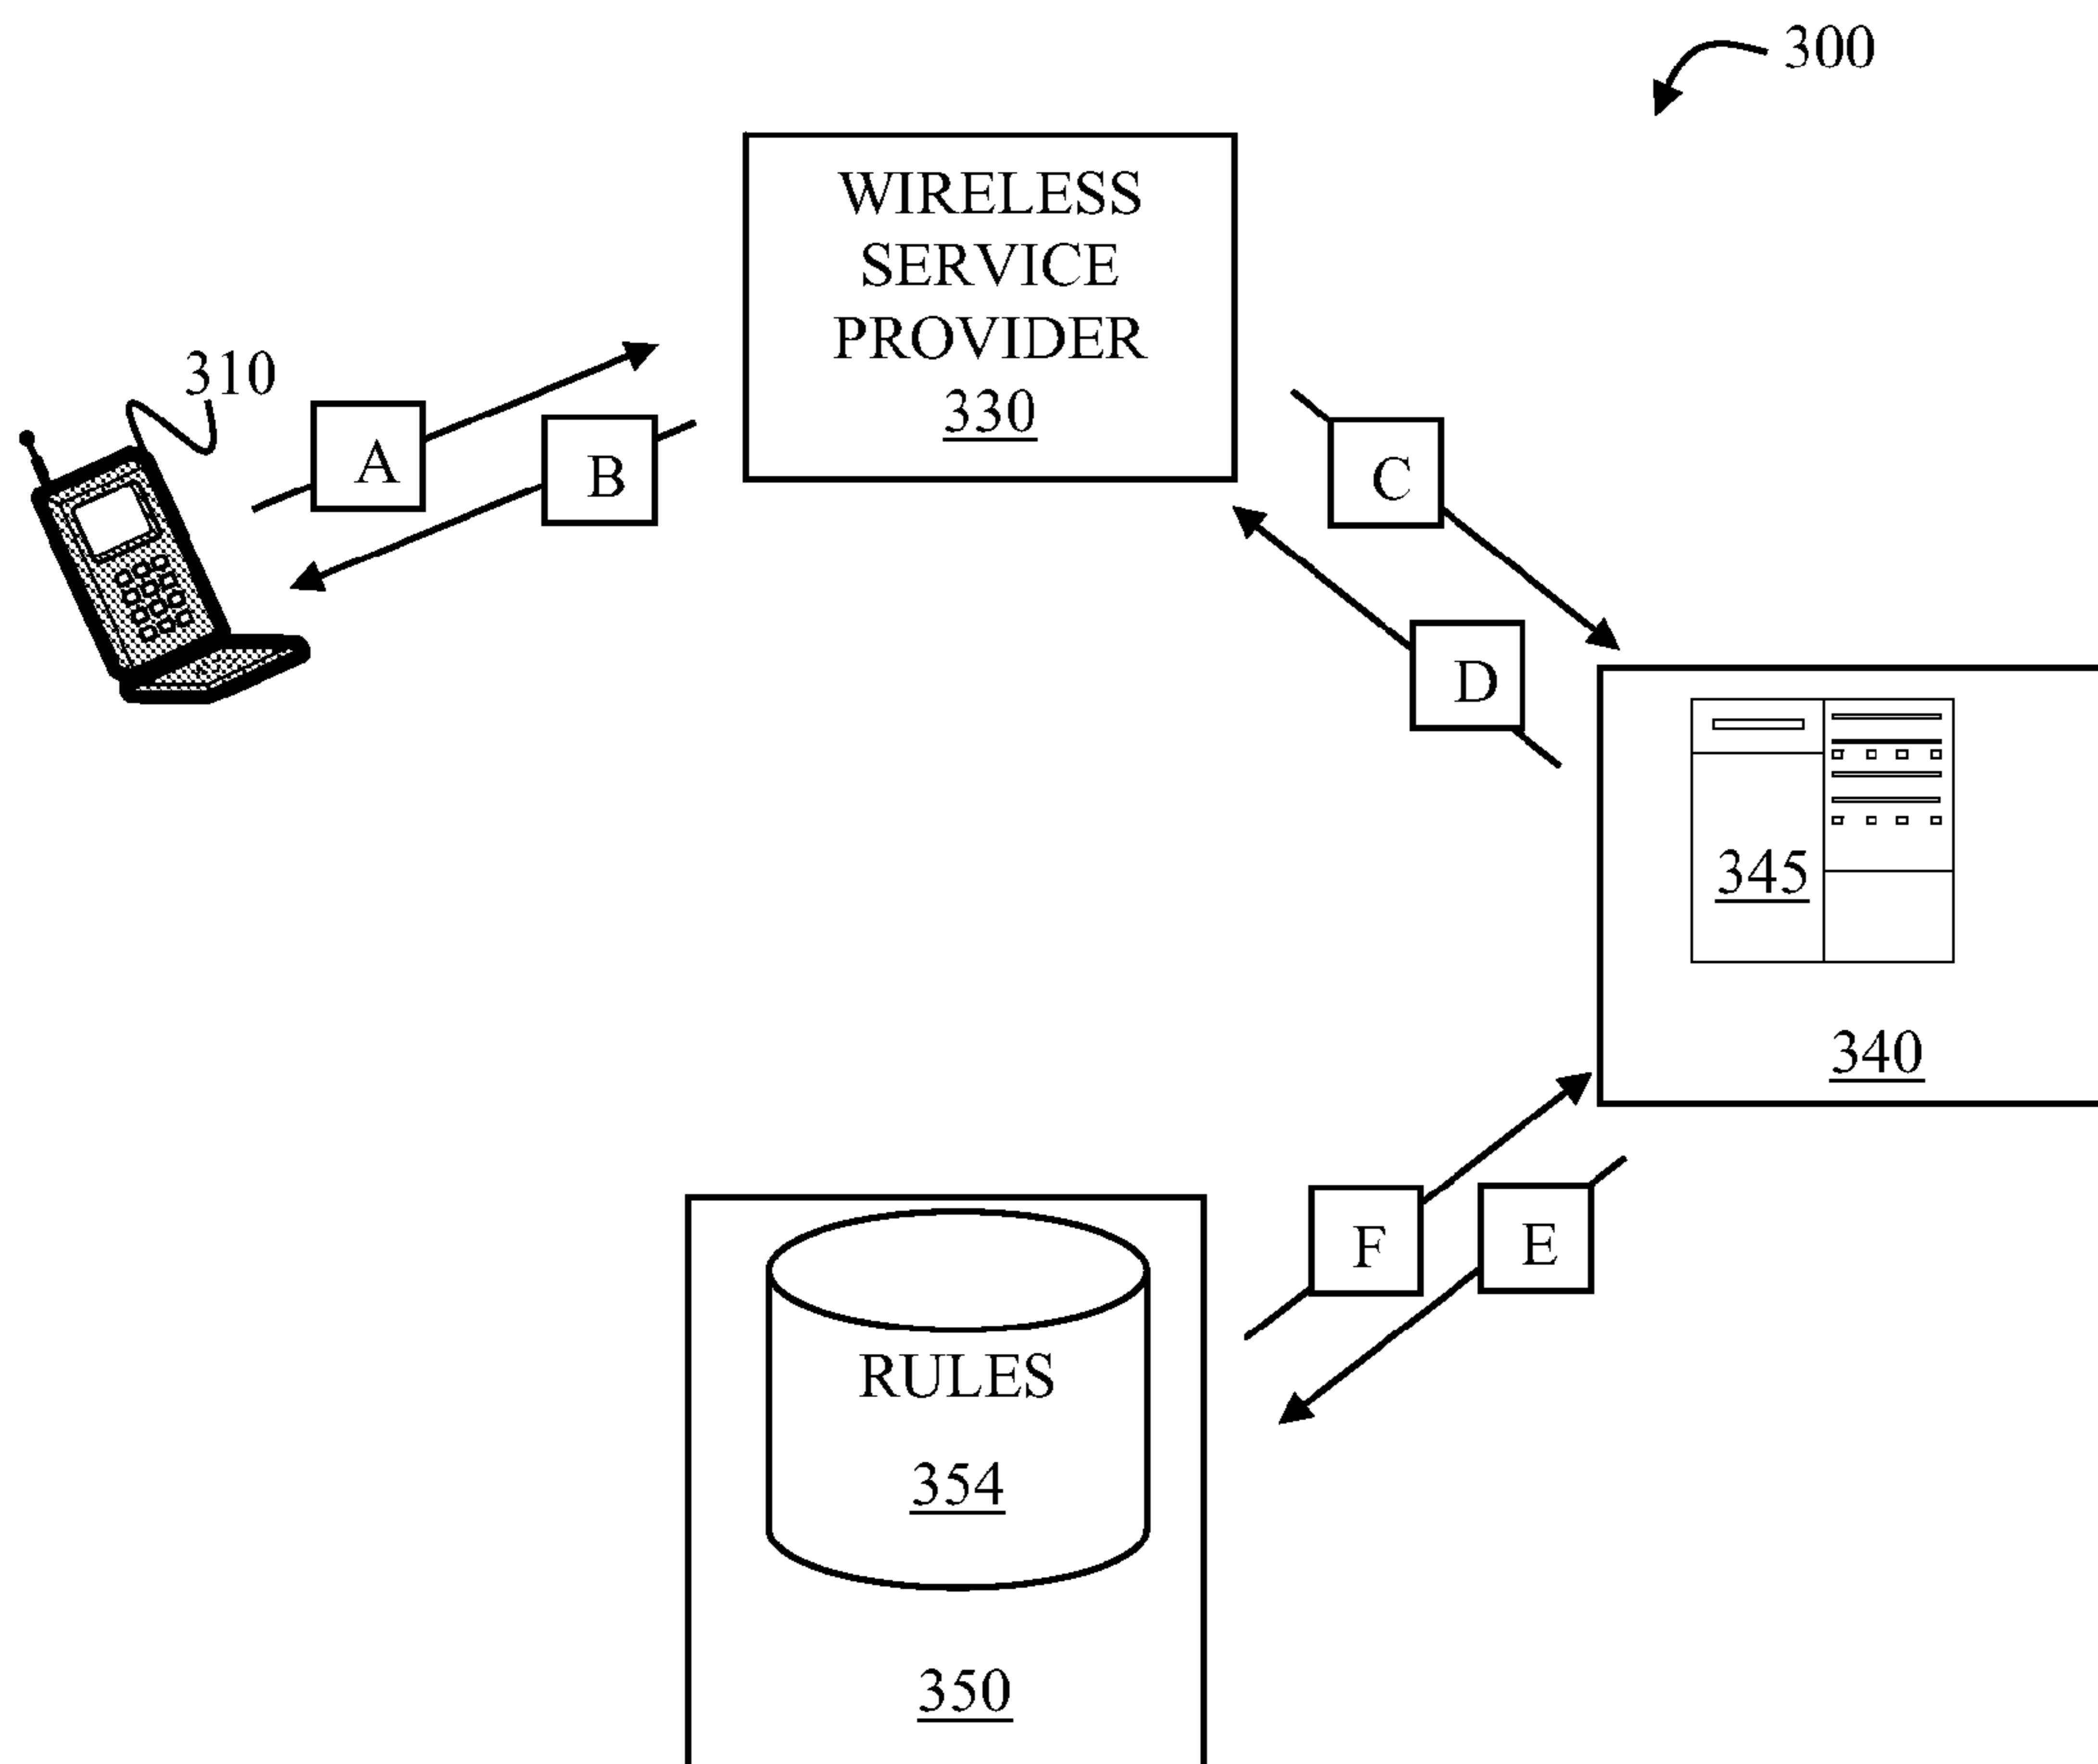 300
WIRELESS
SERVICE
PROVIDER
330
310
A
B
C
D
345
340
F
E
RULES
354
350